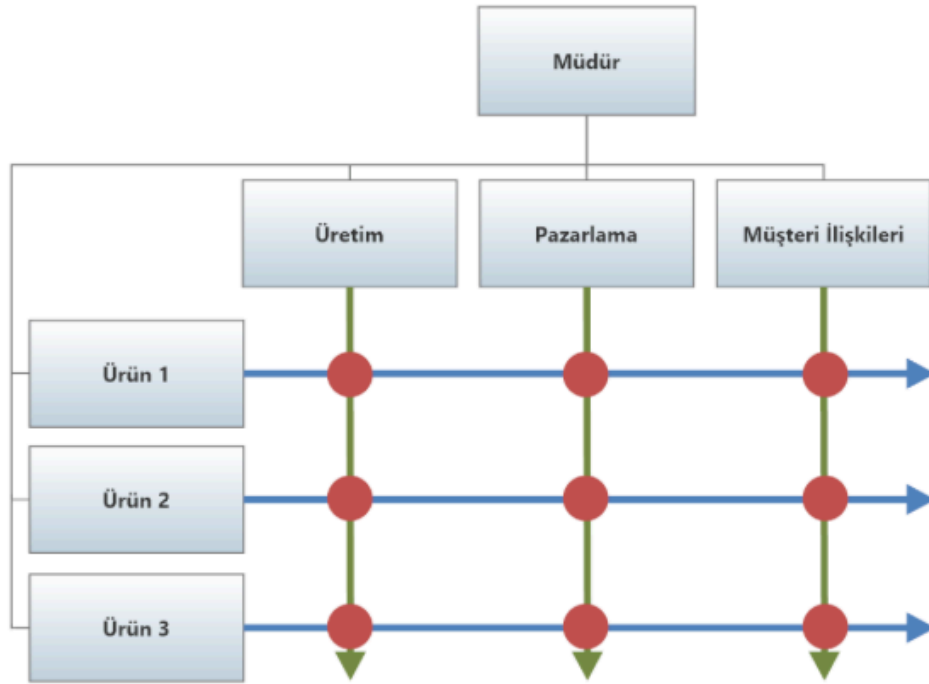 Müdür
Üretim
Pazarlama
Müşteri İlişkileri
Ürün 1
Ürün 2
Ürün 3